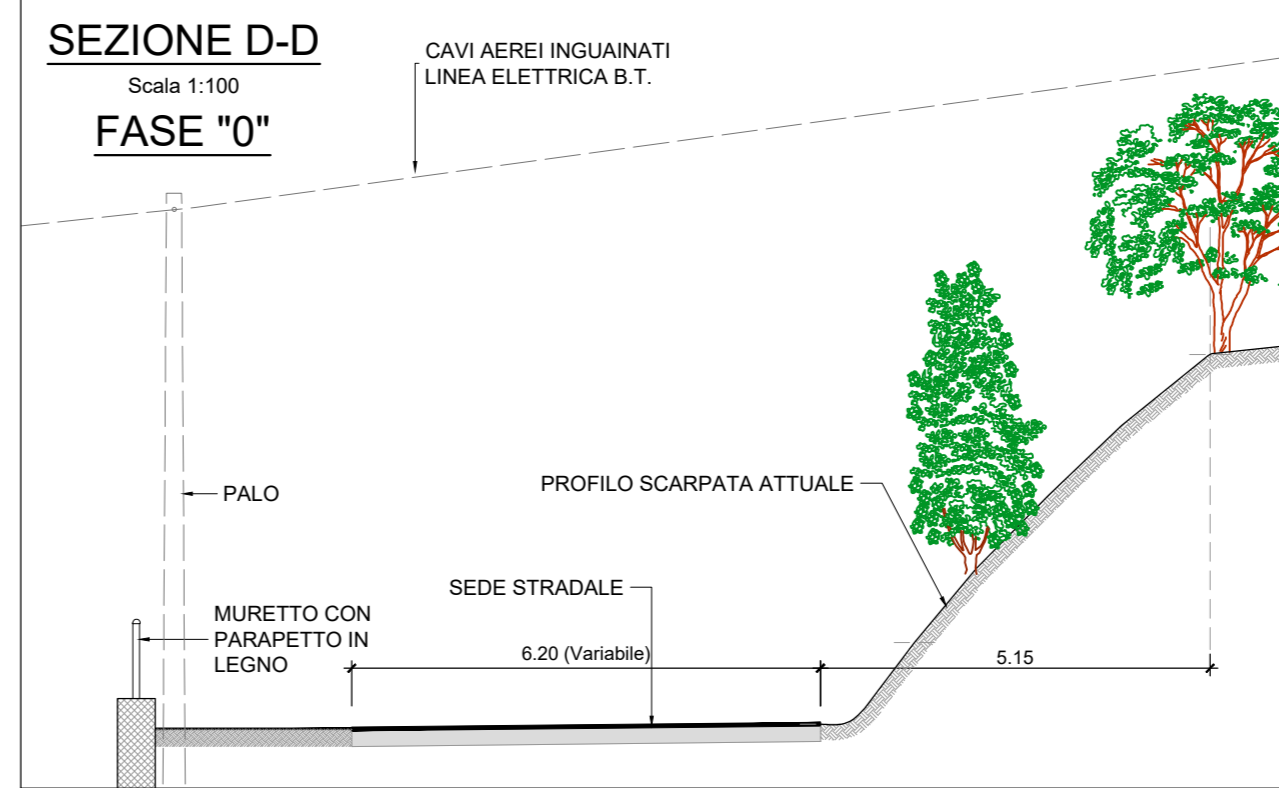 SEZIONE D-D
Scala 1:100
FASE "0"
CAVI AEREI INGUAINATI
LINEA ELETTRICA B.T.
PALO
PROFILO SCARPATA ATTUALE
SEDE STRADALE
MURETTO CON
PARAPETTO IN
LEGNO
6.20 (Variabile)
5.15